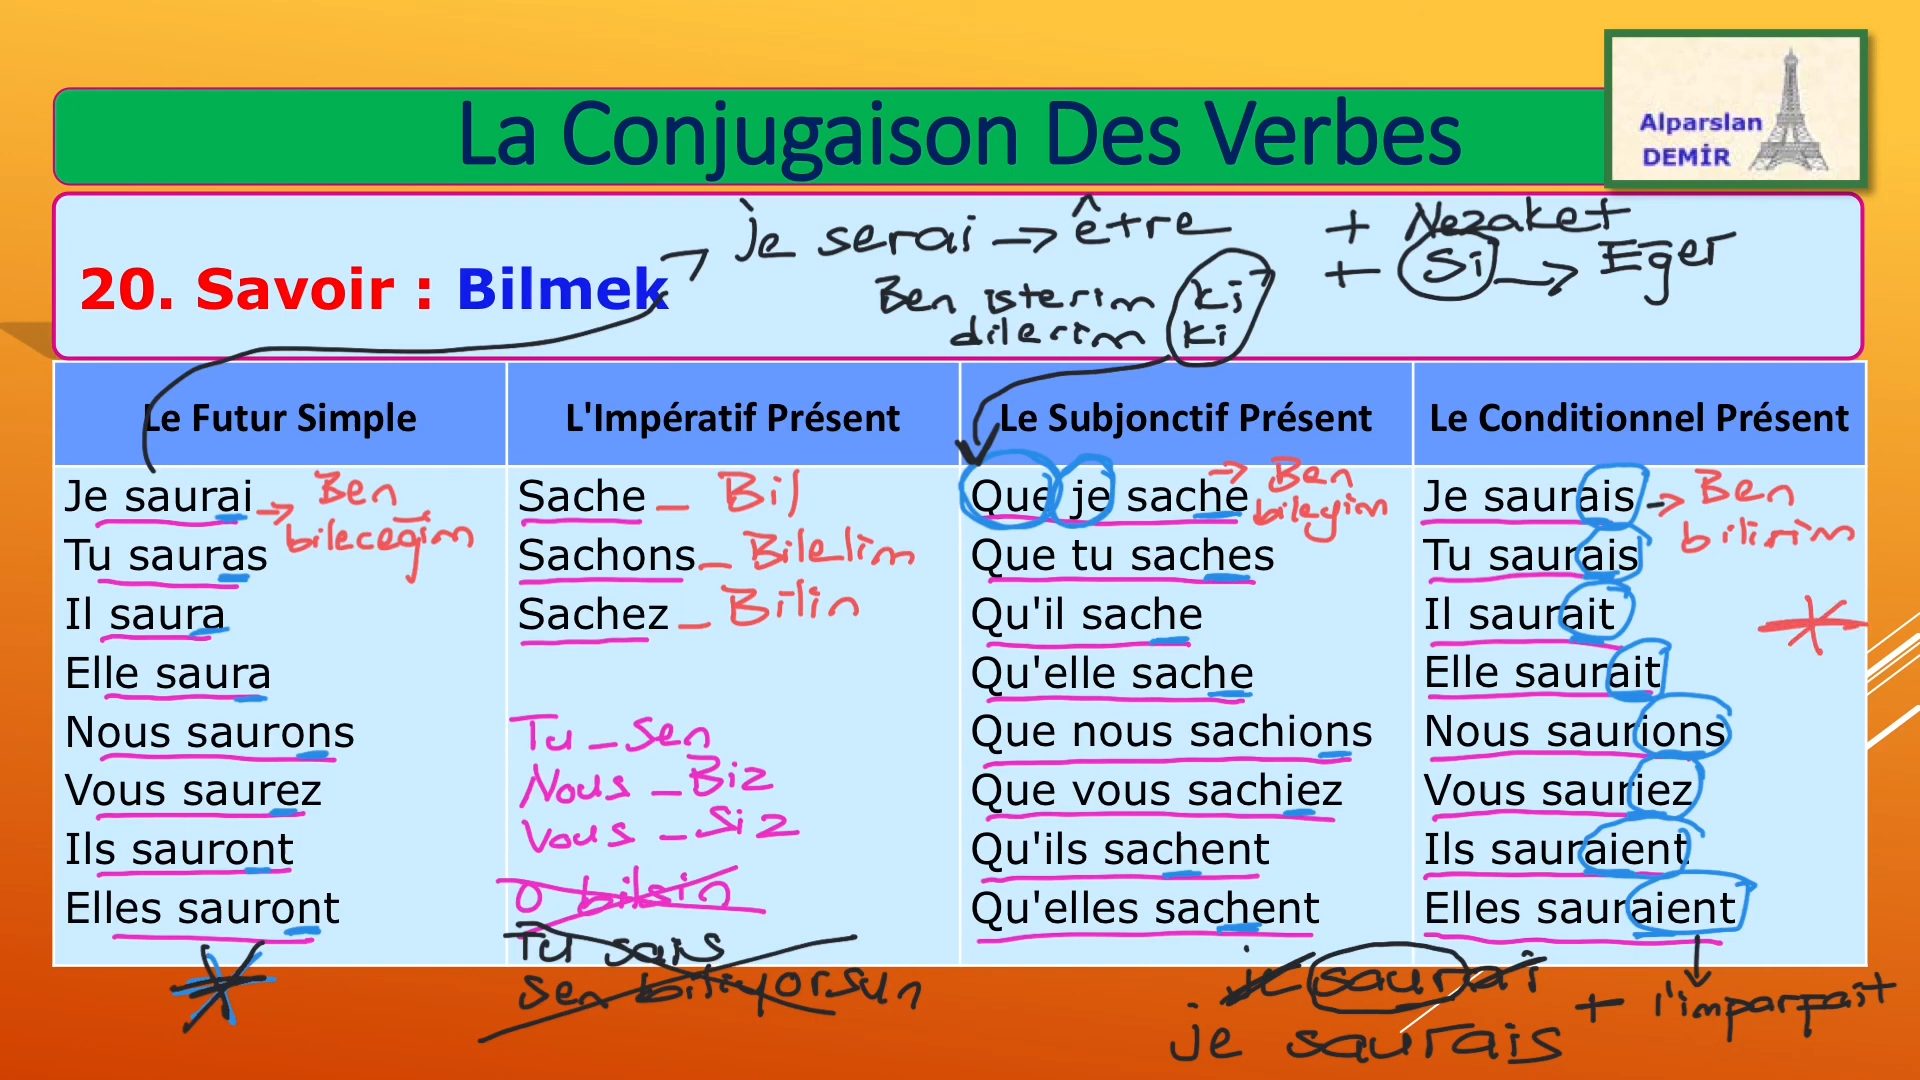 La Conjugaison Des Verbes
Alparslan
DEMİR
je serai → être
+ Nezaket
+ Si → Eğer
20. Savoir : Bilmek
Ben isterim ki
dilerim ki
Le Futur Simple
Je saurai → Ben bileceğim
Tu sauras
Il saura
Elle saura
Nous saurons
Vous saurez
Ils sauront
Elles sauront
L'Impératif Présent
Sache - Bil
Sachons - Bilelim
Sachez - Bilin
Tu - Sen
Nous - Biz
Vous - Siz
O bilsin
Tu sais
sen biliyorsun
Le Subjonctif Présent
Que je sache → Ben bileyim
Que tu saches
Qu'il sache
Qu'elle sache
Que nous sachions
Que vous sachiez
Qu'ils sachent
Qu'elles sachent
Le Conditionnel Présent
Je saurais → Ben bilirim
Tu saurais
Il saurait
Elle saurait
Nous saurions
Vous sauriez
Ils sauraient
Elles sauraient
je saurai + l'imparfait
je saurais